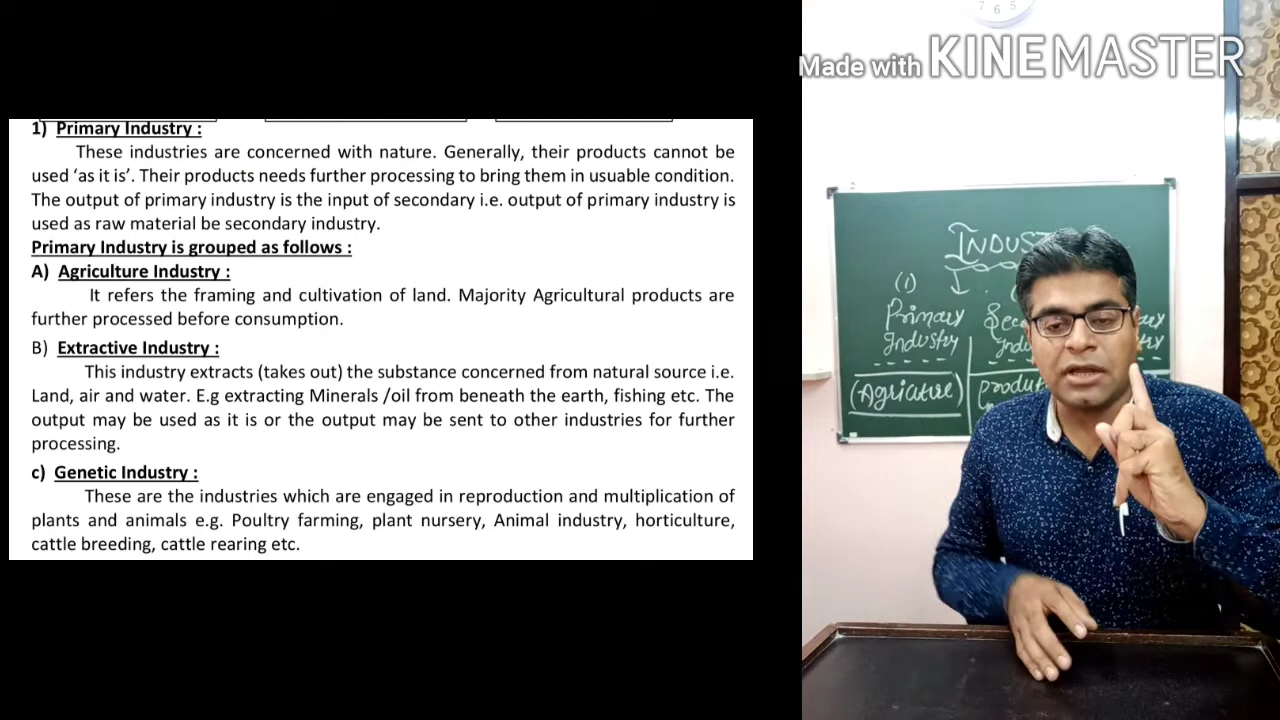 1) Primary Industry :
These industries are concerned with nature. Generally, their products cannot be
used ‘as it is’. Their products needs further processing to bring them in usuable condition.
The output of primary industry is the input of secondary i.e. output of primary industry is
used as raw material be secondary industry.
Primary Industry is grouped as follows :
A) Agriculture Industry :
It refers the framing and cultivation of land. Majority Agricultural products are
further processed before consumption.
B) Extractive Industry :
This industry extracts (takes out) the substance concerned from natural source i.e.
Land, air and water. E.g extracting Minerals /oil from beneath the earth, fishing etc. The
output may be used as it is or the output may be sent to other industries for further
processing.
c) Genetic Industry :
These are the industries which are engaged in reproduction and multiplication of
plants and animals e.g. Poultry farming, plant nursery, Animal industry, horticulture,
cattle breeding, cattle rearing etc.
7 6 5
Made with KINEMASTER
INDUST
(1)
Primary
Industry
(Agricuture)